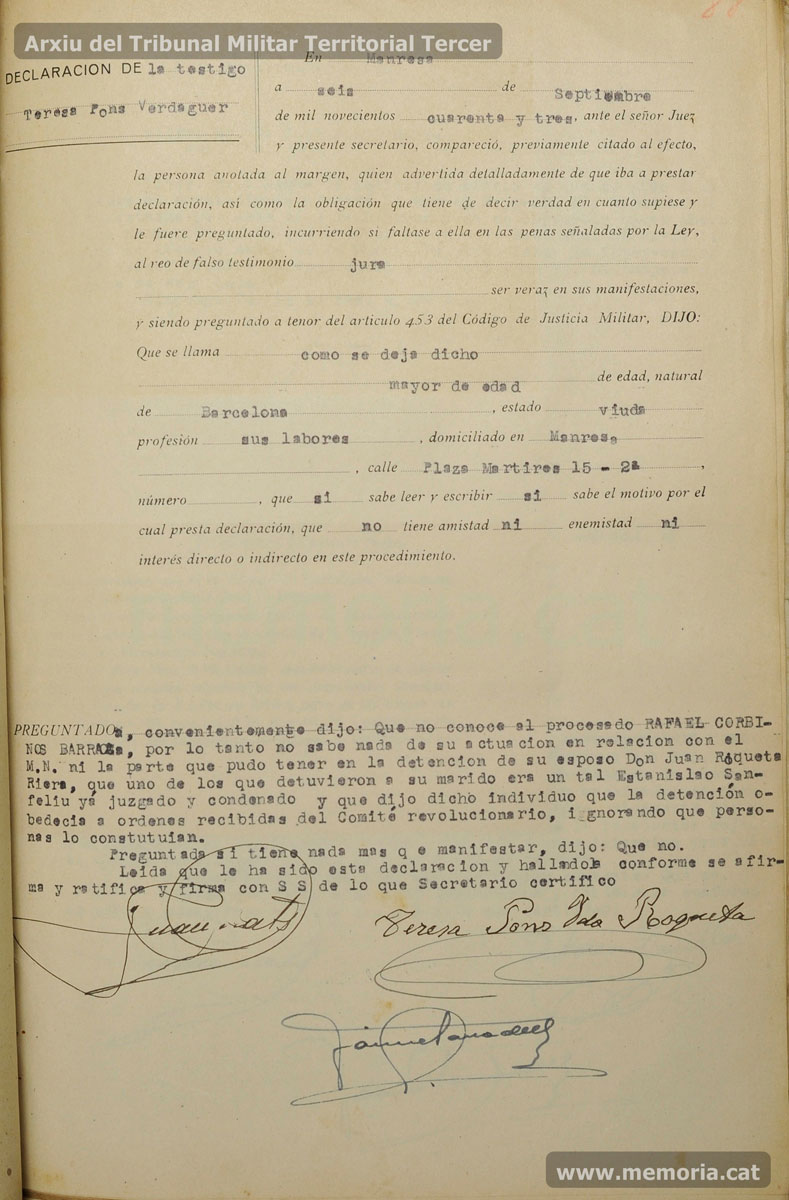 88
Arxiu del Tribunal Militar Territorial Tercer
DECLARACION DE la testigo
Teresa Pons Verdaguer
En Manresa
a seis de Septiembre
de mil novecientos cuarenta y tres, ante el señor Juez
y presente secretario, compareció, previamente citado al efecto,
la persona anotada al margen, quien advertida detalladamente de que iba a prestar
declaración, así como la obligación que tiene de decir verdad en cuanto supiese y
le fuere preguntado, incurriendo si faltase a ella en las penas señaladas por la Ley,
al reo de falso testimonio jura
ser veraz en sus manifestaciones,
y siendo preguntado a tenor del articulo 453 del Código de Justicia Militar, DIJO:
Que se llama como se deja dicho
mayor de edad de edad, natural
de Barcelona, estado viuda
profesión sus labores, domiciliado en Manresa
, calle Plaza Martires 15 - 2ª,
número , que si sabe leer y escribir si sabe el motivo por el
cual presta declaración, que no tiene amistad ni enemistad ni
interés directo o indirecto en este procedimiento.
PREGUNTADOa, convenientemente dijo: Que no conoce al procesado RAFAEL CORBI-
NOS BARRAOa, por lo tanto no sabe nada de su actuacion en relacion con el
M.N. ni la parte que pudo tener en la detencion de su esposo Don Juan Roqueta
Riera, que uno de los que detuvieron a su marido era un tal Estanislao San-
feliu yá juzgado y condenado y que dijo dicho individuo que la detención o-
bedecia a ordenes recibidas del Comité revolucionario, ignorando que perso-
nas lo constutuian.
Preguntada si tiene nada mas q e manifestar, dijo: Que no.
Leida que le ha sido esta declaracion y halladola conforme se afir-
ma y ratifica y firma con S S de lo que Secretario certifico
Teresa Pons Vda Roqueta
www.memoria.cat